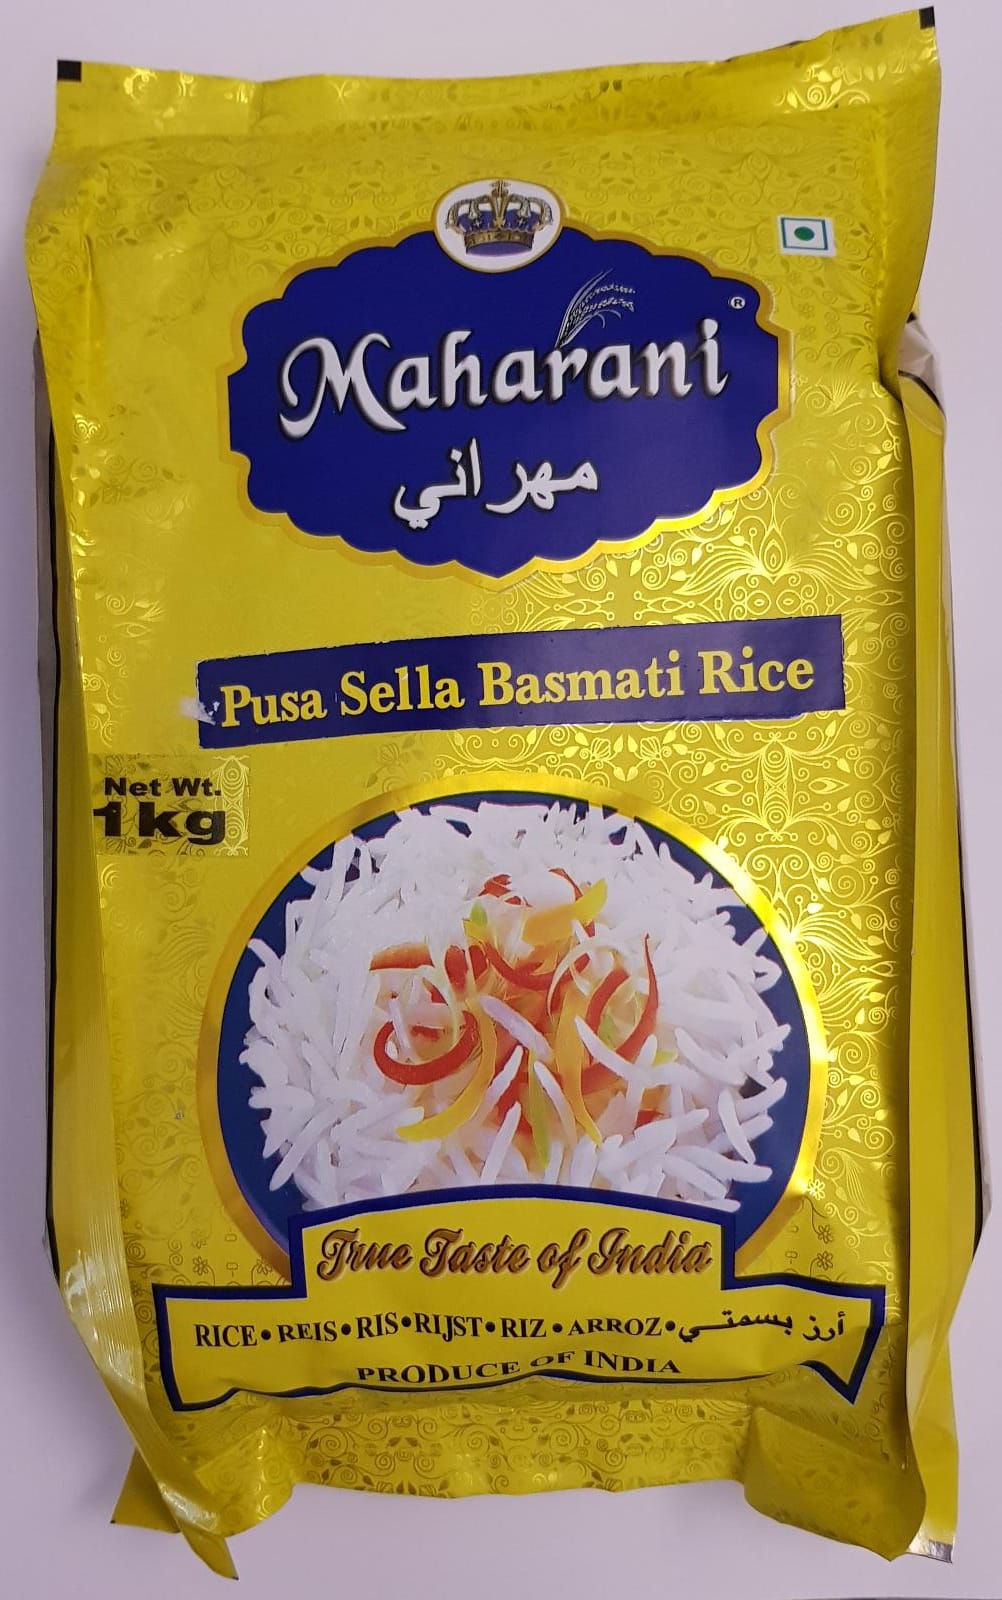 Maharani ®
مهراني
Pusa Sella Basmati Rice
Net Wt.
1kg
True Taste of India
RICE • REIS • RIS • RIJST • RIZ • ARROZ • أرز بسمتي
PRODUCE OF INDIA